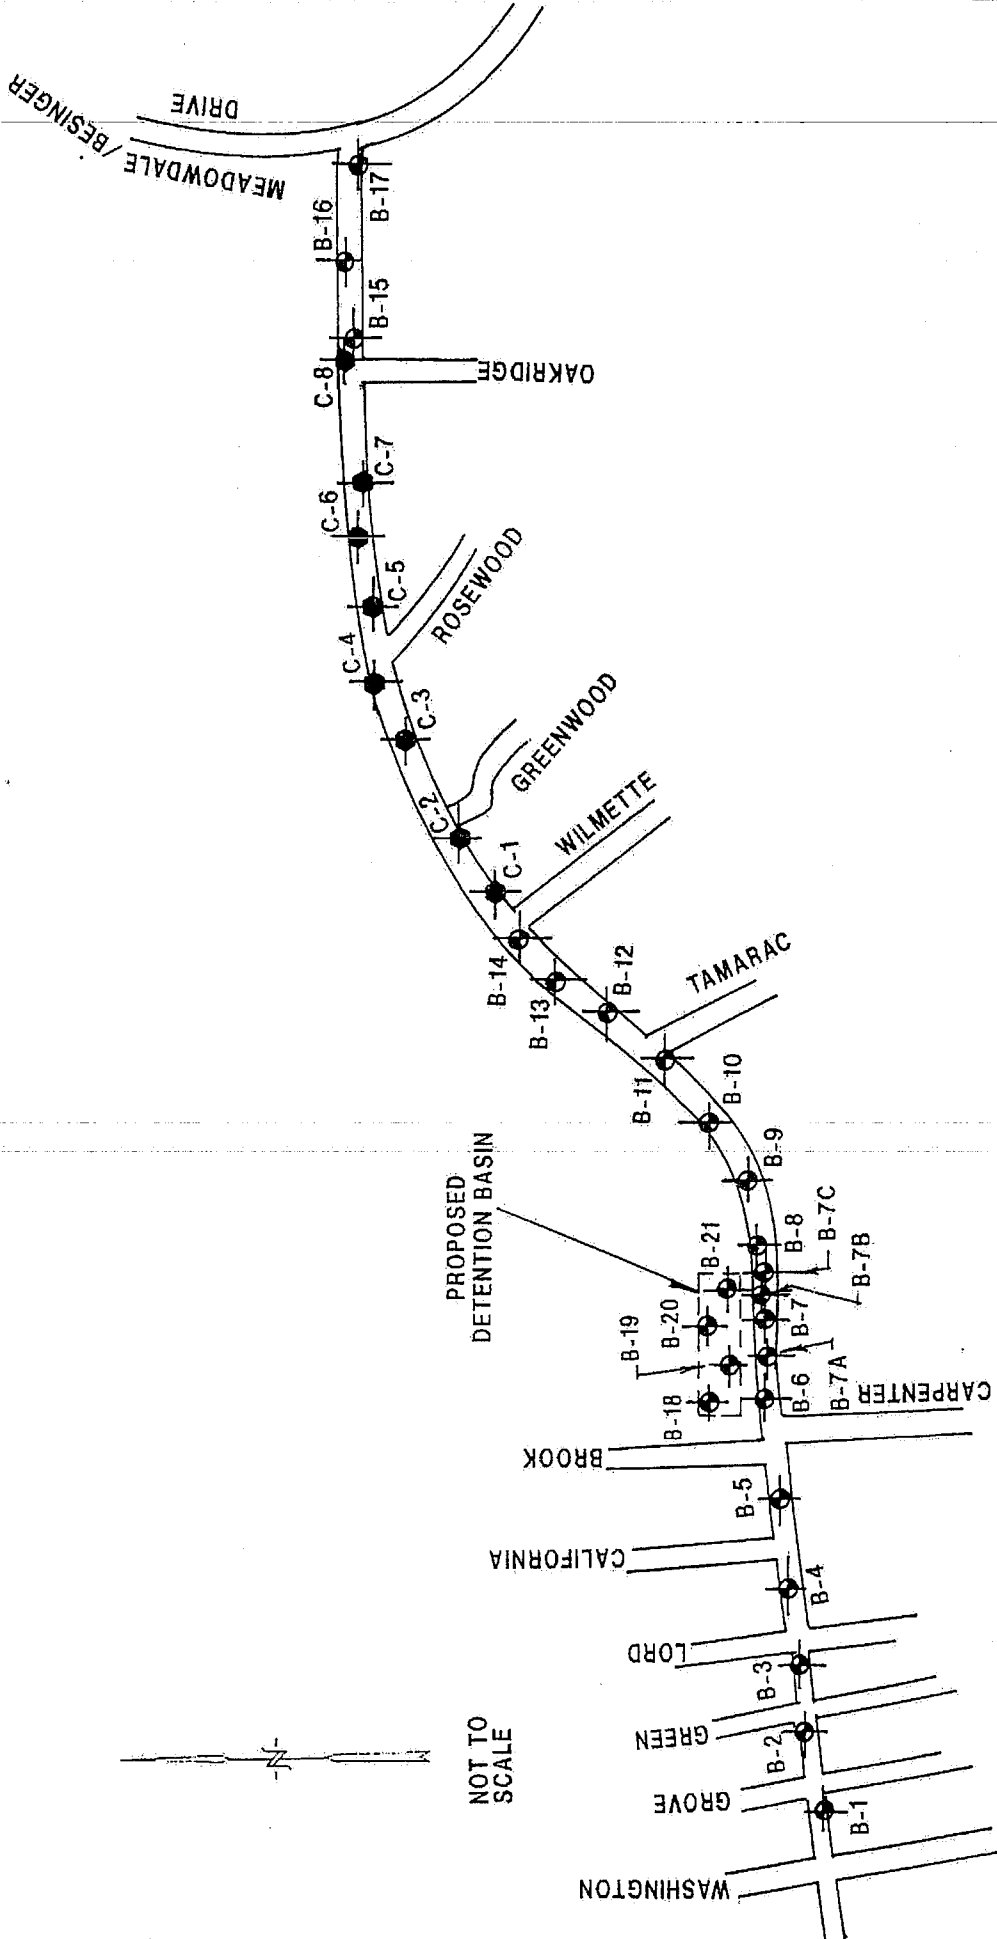 MEADOWDALE/BESINGER
DRIVE
B-17
B-16
B-15
C-8
OAKRIDGE
C-7
C-6
C-5
ROSEWOOD
C-4
C-3
GREENWOOD
C-2
C-1
WILMETTE
B-14
B-13
B-12
TAMARAC
B-11
B-10
B-9
PROPOSED
DETENTION BASIN
B-21
B-8
B-7C
B-7B
B-20
B-7
B-19
B-7A
B-18
B-6
CARPENTER
BROOK
B-5
CALIFORNIA
B-4
LORD
B-3
GREEN
B-2
GROVE
B-1
WASHINGTON
N
NOT TO
SCALE